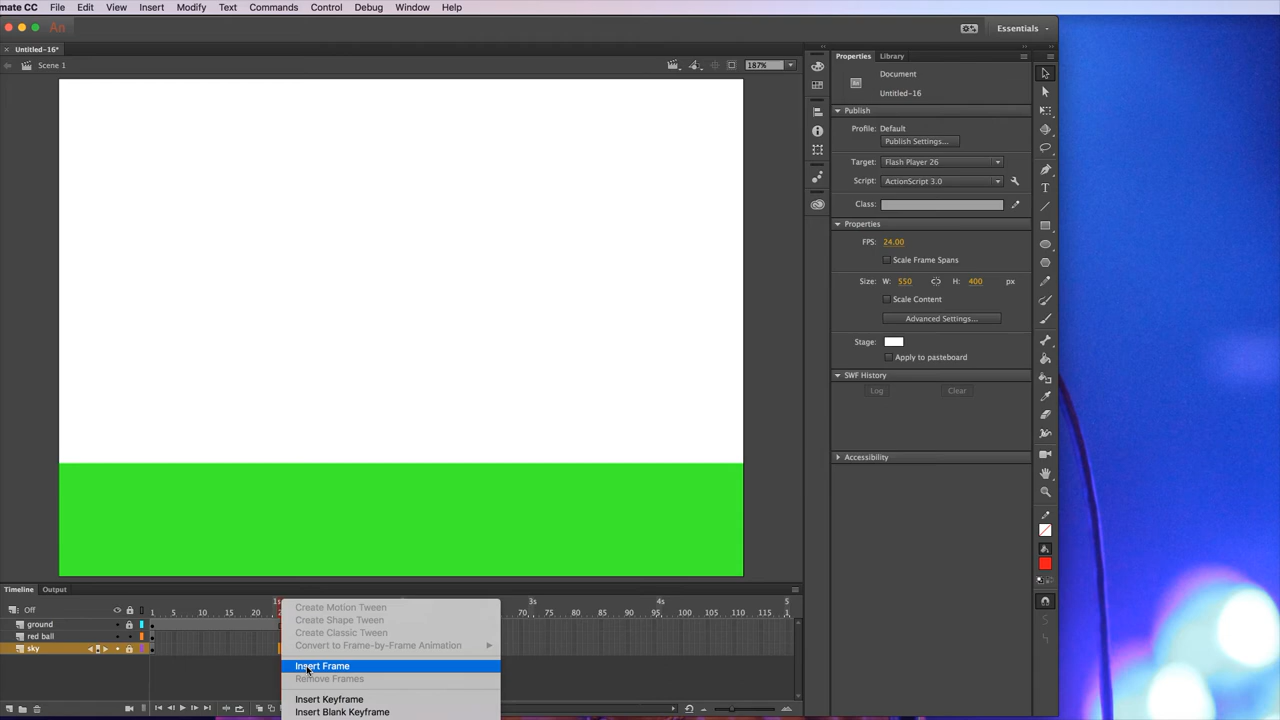 mate CC File Edit View Insert Modify Text Commands Control Debug Window Help
An Essentials
× Untitled-16*
Scene 1 187%
Properties Library
Document
Untitled-16
Publish
Profile: Default
Publish Settings...
Target: Flash Player 26
Script: ActionScript 3.0
Class:
Properties
FPS: 24.00
Scale Frame Spans
Size: W: 550 H: 400 px
Scale Content
Advanced Settings...
Stage:
Apply to pasteboard
SWF History
Log Clear
Accessibility
Timeline Output
Off 1s 3s 4s 5
1 5 10 15 20 70 75 80 85 90 95 100 105 110 115 1
ground
red ball
sky
Create Motion Tween
Create Shape Tween
Create Classic Tween
Convert to Frame-by-Frame Animation
Insert Frame
Remove Frames
Insert Keyframe
Insert Blank Keyframe